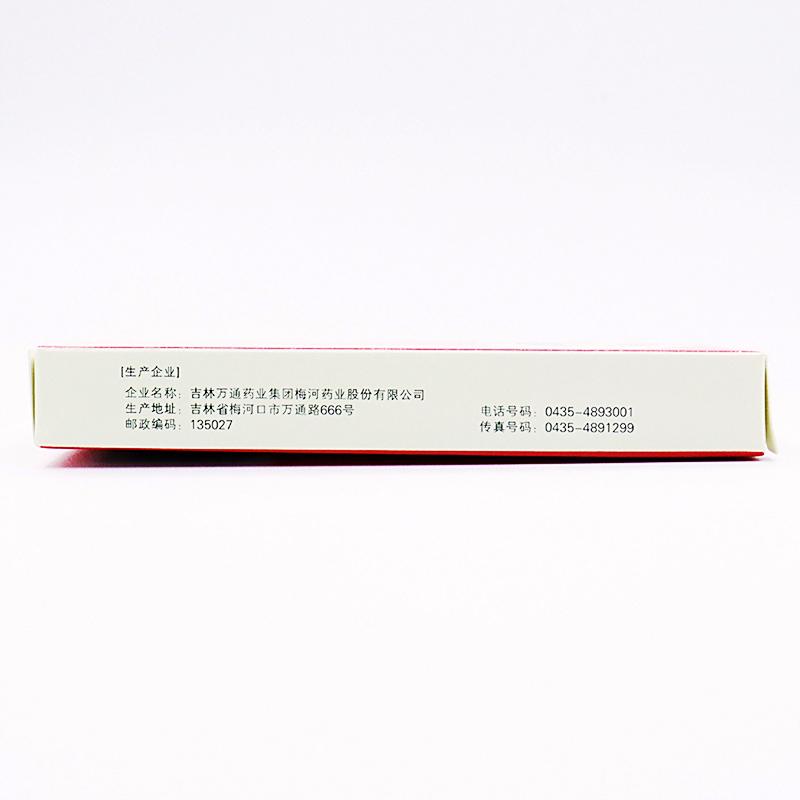 [生产企业]
企业名称：吉林万通药业集团梅河药业股份有限公司
生产地址：吉林省梅河口市万通路666号 电话号码：0435-4893001
邮政编码：135027 传真号码：0435-4891299